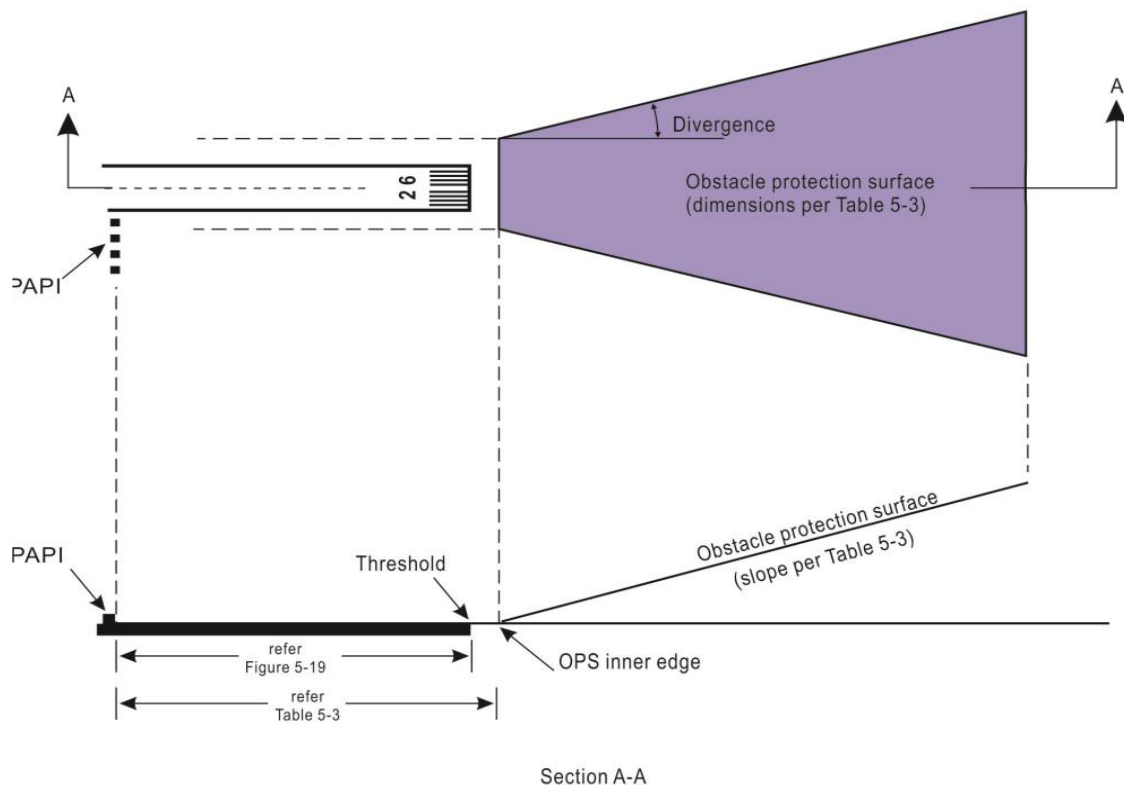 A
A
Divergence
26
Obstacle protection surface
(dimensions per Table 5-3)
PAPI
Obstacle protection surface
(slope per Table 5-3)
PAPI
Threshold
refer
Figure 5-19
OPS inner edge
refer
Table 5-3
Section A-A